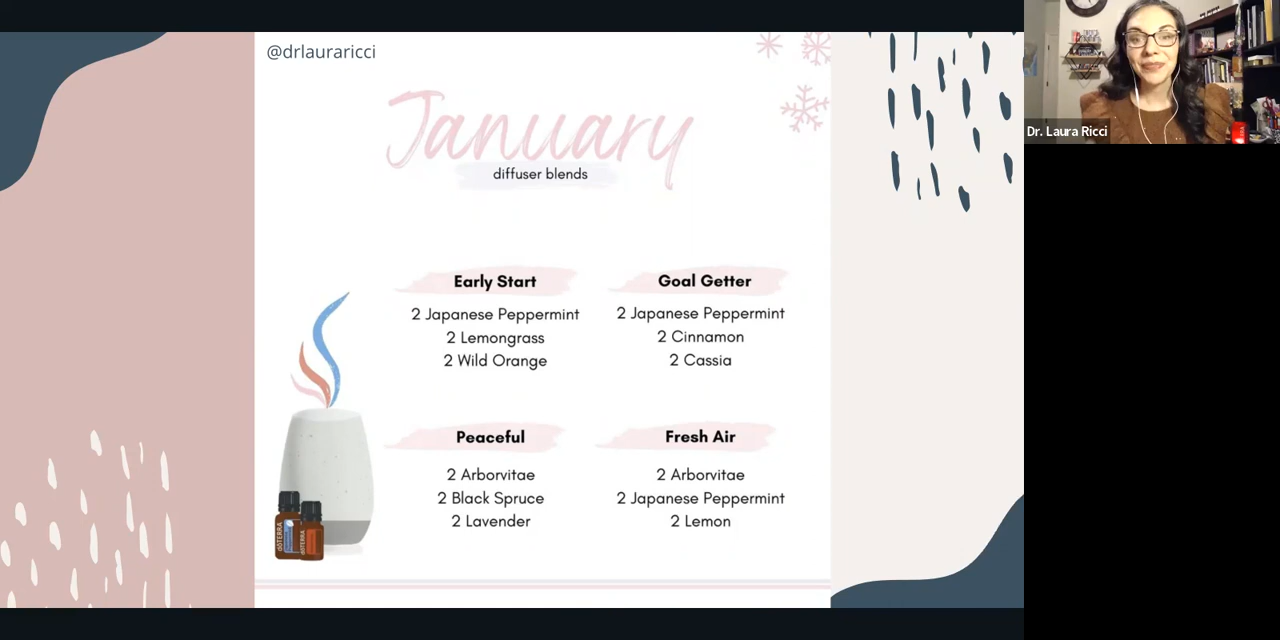 @drlauraricci
January
diffuser blends
Early Start
2 Japanese Peppermint
2 Lemongrass
2 Wild Orange
Goal Getter
2 Japanese Peppermint
2 Cinnamon
2 Cassia
Peaceful
2 Arborvitae
2 Black Spruce
2 Lavender
Fresh Air
2 Arborvitae
2 Japanese Peppermint
2 Lemon
dōTERRA
dōTERRA
Dr. Laura Ricci